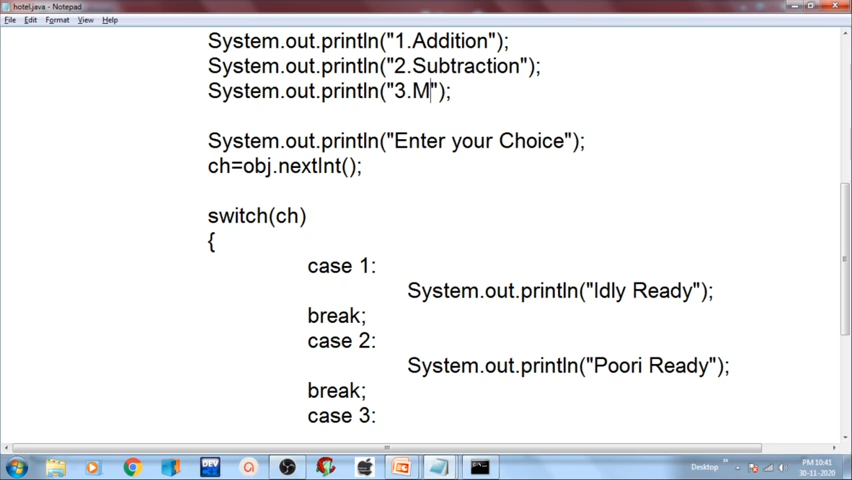 hotel.java - Notepad
File Edit Format View Help
System.out.println("1.Addition");
System.out.println("2.Subtraction");
System.out.println("3.M");
System.out.println("Enter your Choice");
ch=obj.nextInt();
switch(ch)
{
case 1:
System.out.println("Idly Ready");
break;
case 2:
System.out.println("Poori Ready");
break;
case 3:
DEV
Desktop
PM 10:41
30-11-2020